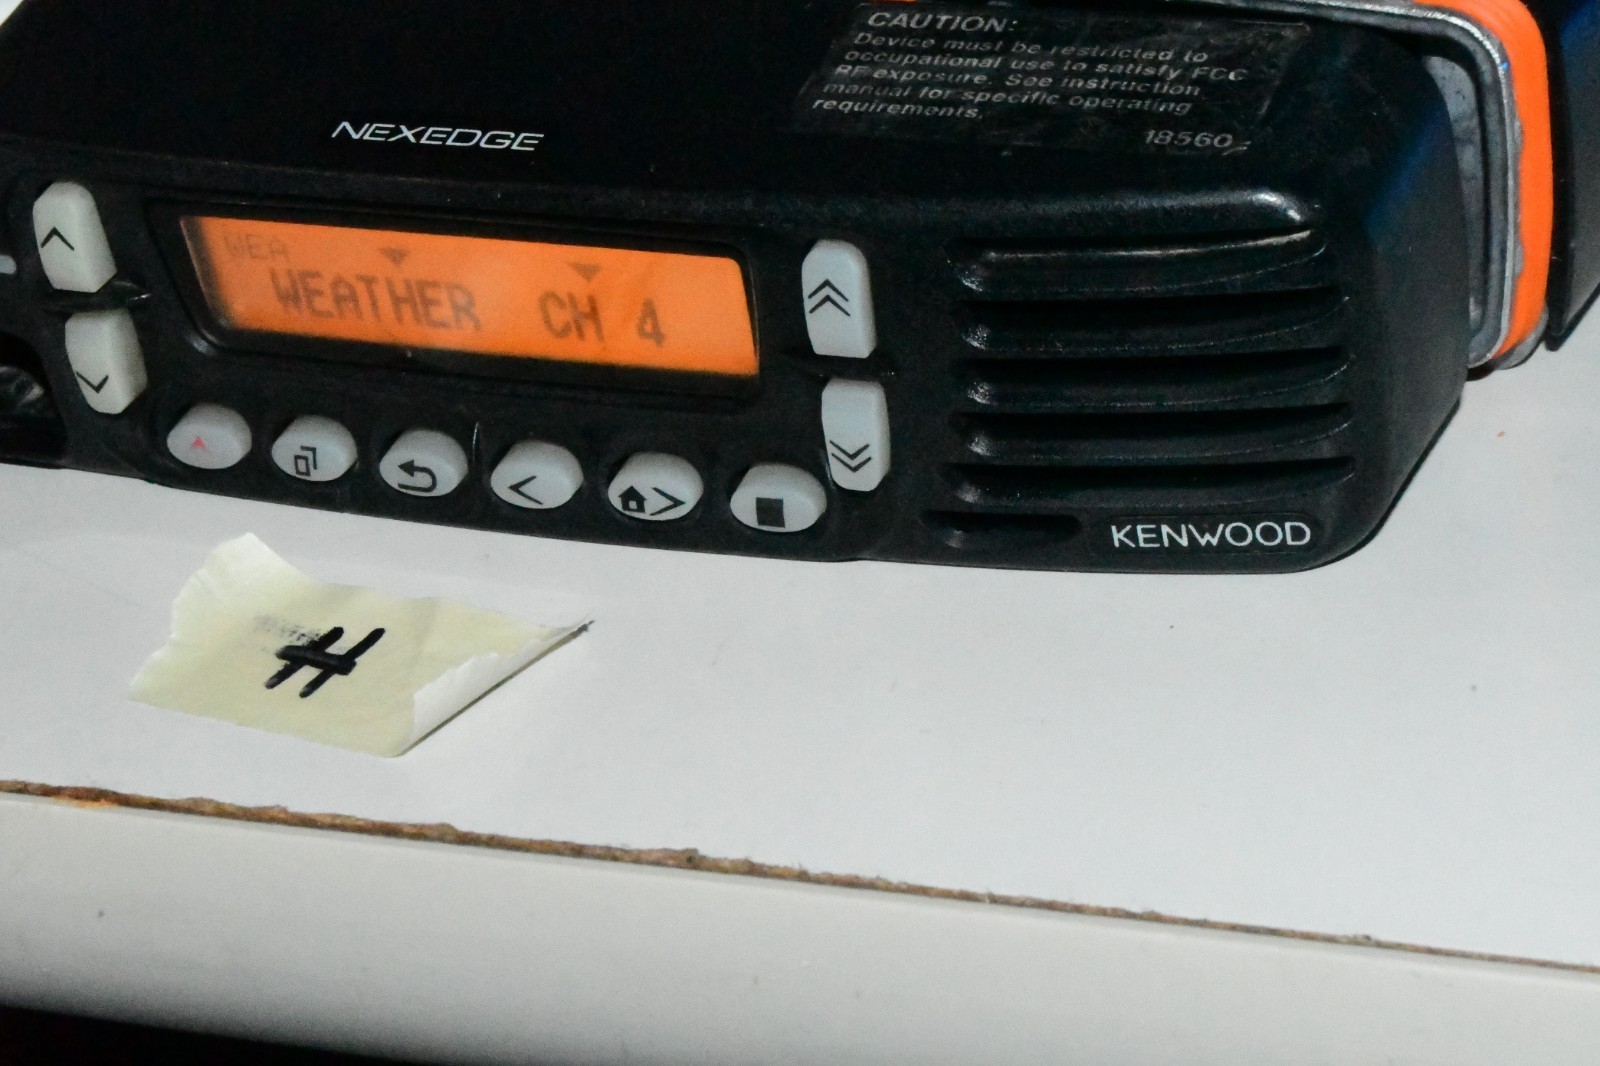 CAUTION:
Device must be restricted to
occupational use to satisfy FCC
RF exposure. See instruction
manual for specific operating
requirements.
18560
NEXEDGE
WEA
WEATHER CH 4
KENWOOD
H